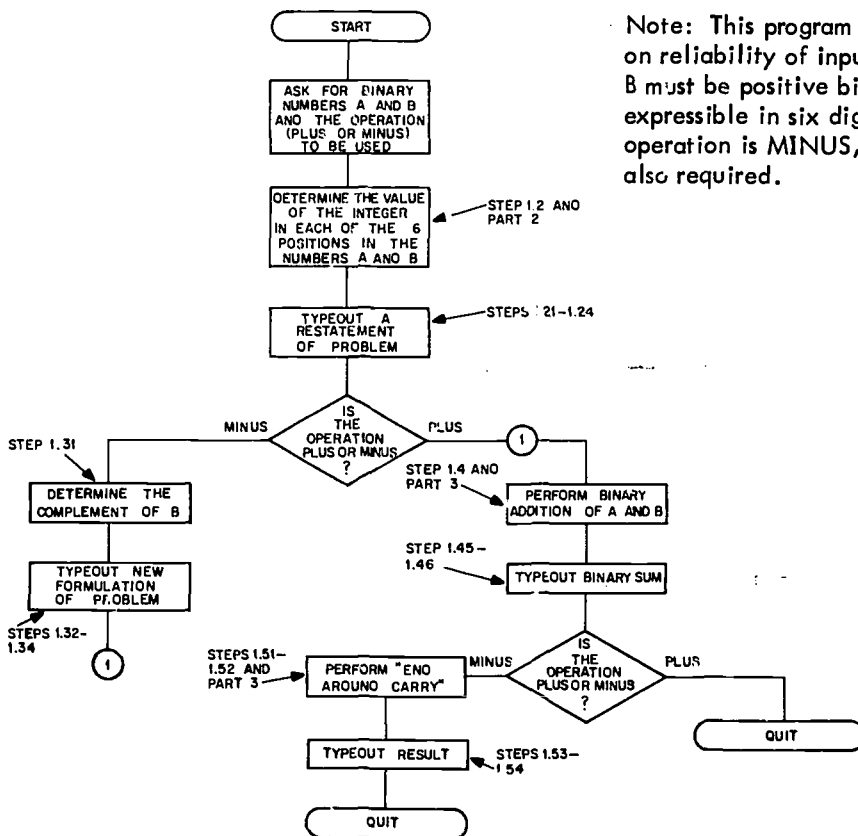 START
Note: This program
on reliability of inpu
B must be positive bi
expressible in six dig
operation is MINUS,
also required.
ASK FOR BINARY
NUMBERS A AND B
AND THE OPERATION
(PLUS OR MINUS)
TO BE USED
DETERMINE THE VALUE
OF THE INTEGER
IN EACH OF THE 6
POSITIONS IN THE
NUMBERS A AND B
STEP 1.2 AND
PART 2
TYPEOUT A
RESTATEMENT
OF PROBLEM
STEPS 21-1.24
MINUS
IS
THE
OPERATION
PLUS OR MINUS
?
PLUS
1
STEP 1.31
DETERMINE THE
COMPLEMENT OF B
TYPEOUT NEW
FORMULATION
OF PROBLEM
STEPS 1.32-
1.34
1
STEP 1.4 AND
PART 3
PERFORM BINARY
ADDITION OF A AND B
STEP 1.45-
1.46
TYPEOUT BINARY SUM
STEPS 1.51-
1.52 AND
PART 3
PERFORM "ENO
AROUND CARRY"
MINUS
IS
THE
OPERATION
PLUS OR MINUS
?
PLUS
TYPEOUT RESULT
STEPS 1.53-
1.54
QUIT
QUIT